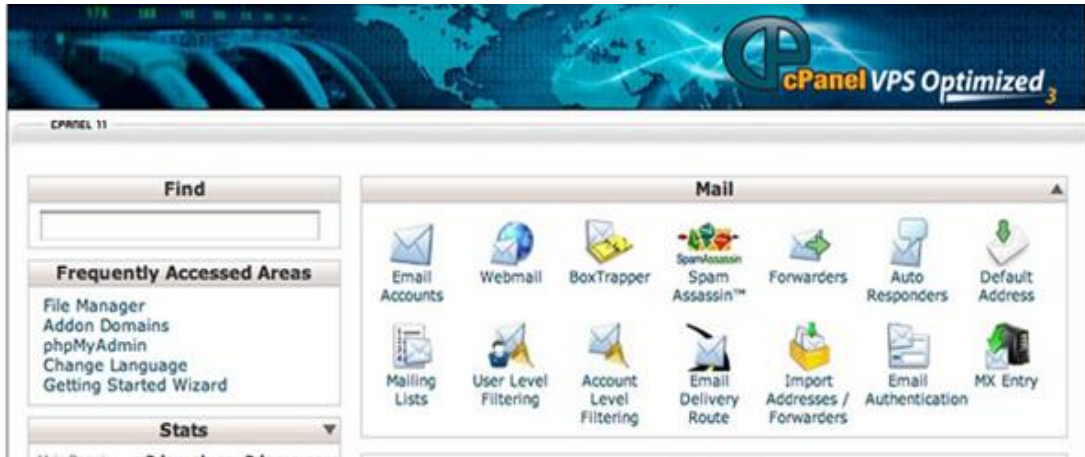 cPanel VPS Optimized 3
CPANEL 11
Find
Frequently Accessed Areas
File Manager
Addon Domains
phpMyAdmin
Change Language
Getting Started Wizard
Stats
Mail
Email
Accounts
Webmail
BoxTrapper
SpamAssassin
Spam
Assassin™
Forwarders
Auto
Responders
Default
Address
Mailing
Lists
User Level
Filtering
Account
Level
Filtering
Email
Delivery
Route
Import
Addresses /
Forwarders
Email
Authentication
MX Entry